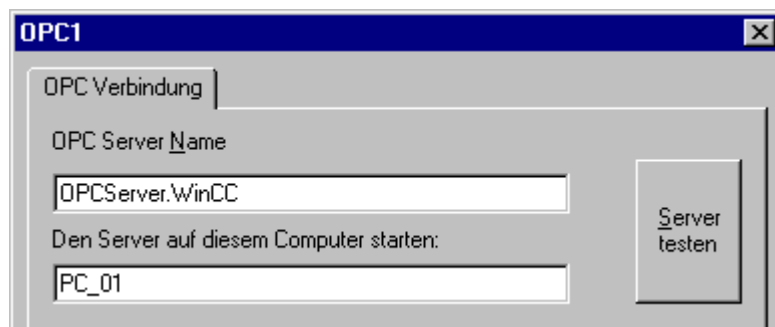 OPC1
OPC Verbindung
OPC Server Name
OPCServer.WinCC
Den Server auf diesem Computer starten:
PC_01
Server
testen